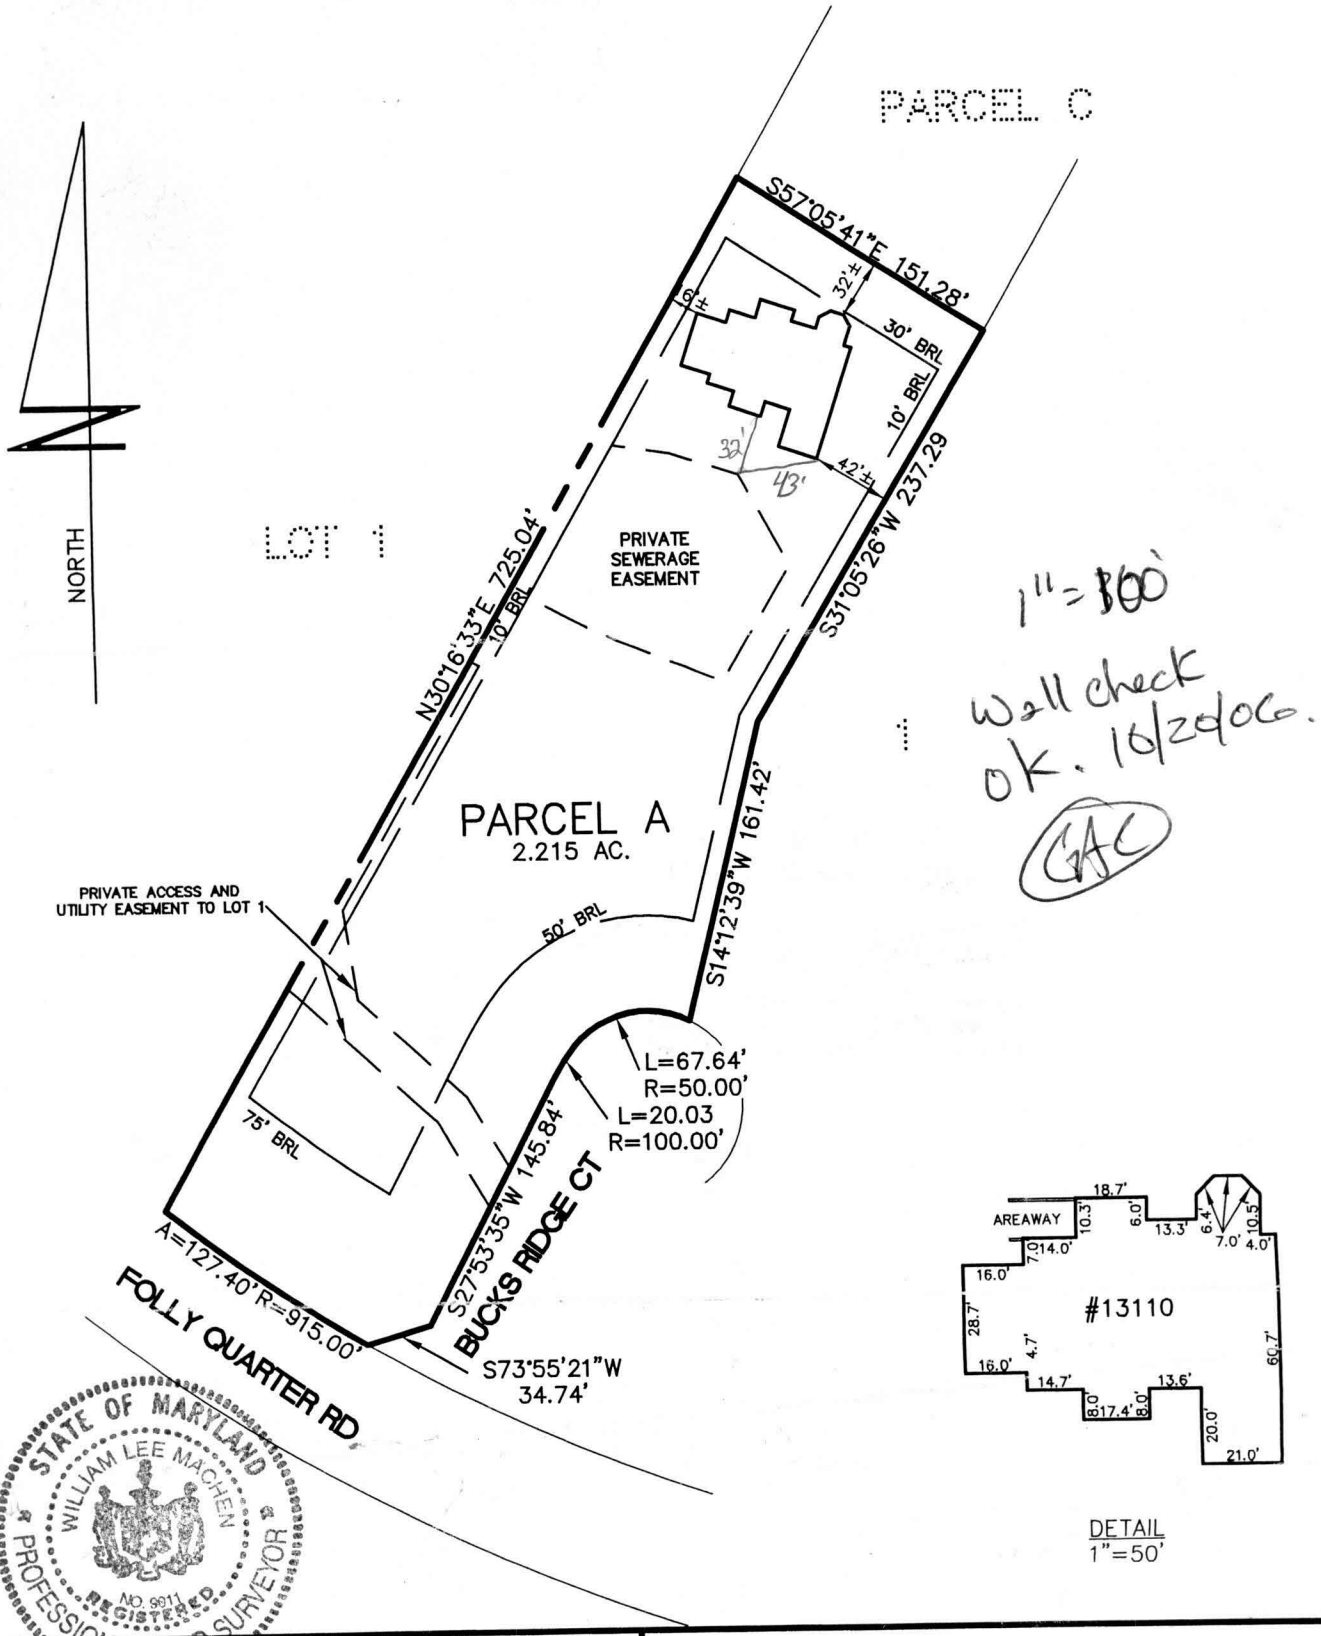 PARCEL C
S57°05'41"E 151.28'
32'±
6'±
30' BRL
10' BRL
32'
43'
42'±
S31°05'26"W 237.29
NORTH
LOT 1
PRIVATE
SEWERAGE
EASEMENT
N30°16'33"E 725.04'
10' BRL
1"=100'
Wall check
OK. 10/20/06.
GAC
1
PARCEL A
2.215 AC.
S14°12'39"W 161.42'
PRIVATE ACCESS AND
UTILITY EASEMENT TO LOT 1
50' BRL
L=67.64'
R=50.00'
L=20.03
R=100.00'
75' BRL
S27°53'35"W 145.84'
BUCKS RIDGE CT
A=127.40' R=915.00'
FOLLY QUARTER RD
S73°55'21"W
34.74'
18.7'
AREAWAY
10.3'
6.0'
13.3'
6.4'
10.5'
7.0'
4.0'
7.0
14.0'
16.0'
#13110
28.7'
4.7'
60.7'
16.0'
14.7'
13.6'
8.0'
17.4'
8.0'
20.0'
21.0'
DETAIL
1"=50'
STATE OF MARYLAND
WILLIAM LEE MACHEN
NO. 9011
REGISTERED
SURVEYOR